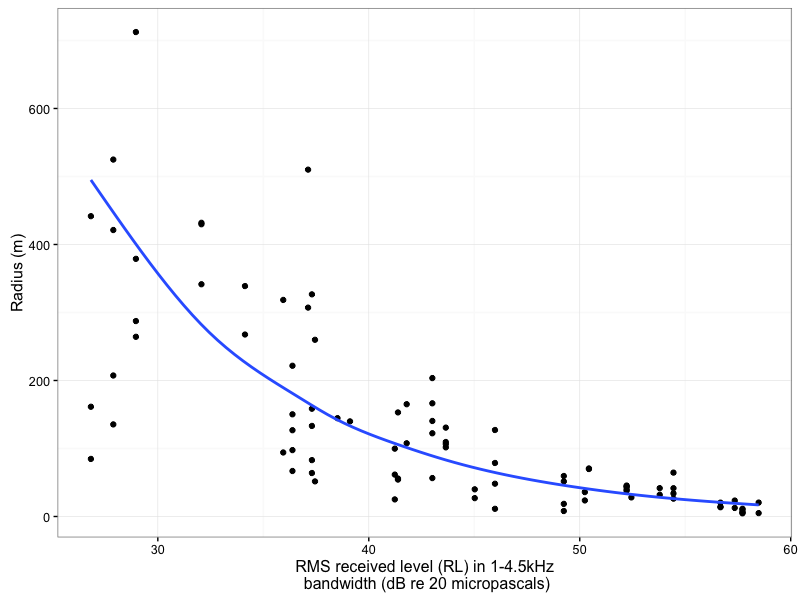 600
400
200
0
Radius (m)
30 40 50 60
RMS received level (RL) in 1-4.5kHz
bandwidth (dB re 20 micropascals)